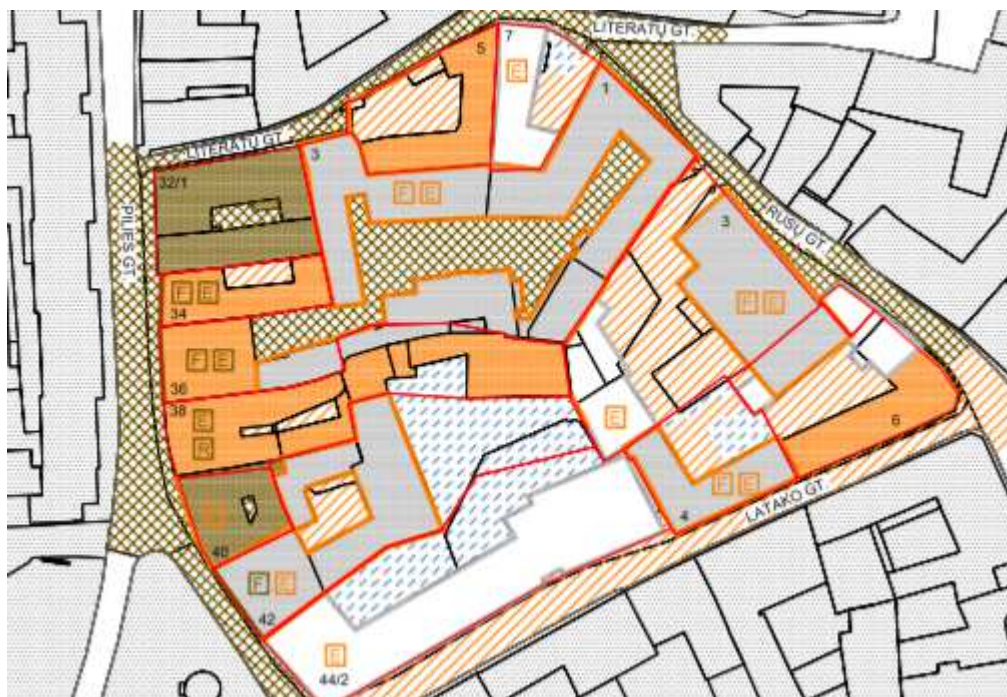 LITERATŲ GT.
7
5
E
1
LITERATŲ GT.
3
32/1
F E
PILIES GT.
RUSŲ GT.
3
F E
34
F E
F E
36
38
E
R
E
6
F E
4
LATAKO GT.
40
F E
42
E
44/2